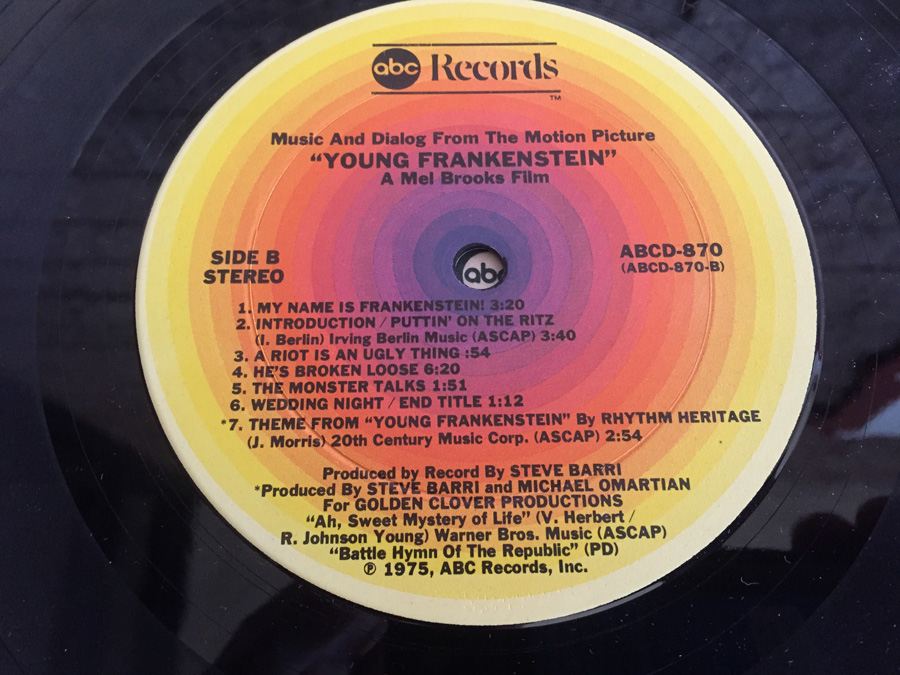 abc Records
TM
Music And Dialog From The Motion Picture
“YOUNG FRANKENSTEIN”
A Mel Brooks Film
SIDE B
STEREO
ABCD-870
(ABCD-870-B)
abc
1. MY NAME IS FRANKENSTEIN! 3:20
2. INTRODUCTION / PUTTIN’ ON THE RITZ
(I. Berlin) Irving Berlin Music (ASCAP) 3:40
3. A RIOT IS AN UGLY THING :54
4. HE’S BROKEN LOOSE 6:20
5. THE MONSTER TALKS 1:51
6. WEDDING NIGHT / END TITLE 1:12
*7. THEME FROM “YOUNG FRANKENSTEIN” By RHYTHM HERITAGE
(J. Morris) 20th Century Music Corp. (ASCAP) 2:54
Produced by Record By STEVE BARRI
*Produced By STEVE BARRI and MICHAEL OMARTIAN
For GOLDEN CLOVER PRODUCTIONS
“Ah, Sweet Mystery of Life” (V. Herbert /
R. Johnson Young) Warner Bros. Music (ASCAP)
“Battle Hymn Of The Republic” (PD)
℗ 1975, ABC Records, Inc.